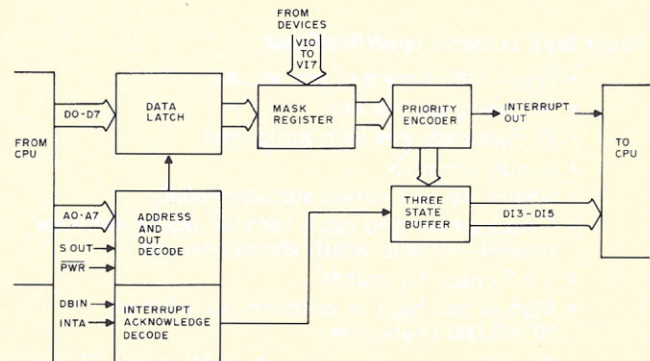 FROM
DEVICES
VI0
TO
VI7
FROM
CPU
D0-D7
DATA
LATCH
MASK
REGISTER
PRIORITY
ENCODER
INTERRUPT
OUT
TO
CPU
A0-A7
ADDRESS
AND
OUT
DECODE
S OUT
PWR
THREE
STATE
BUFFER
DI3-DI5
DBIN
INTA
INTERRUPT
ACKNOWLEDGE
DECODE